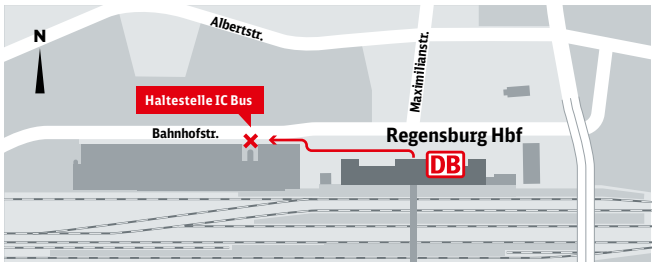 Albertstr.
N
Maximilianstr.
Haltestelle IC Bus
Bahnhofstr.
Regensburg Hbf
DB